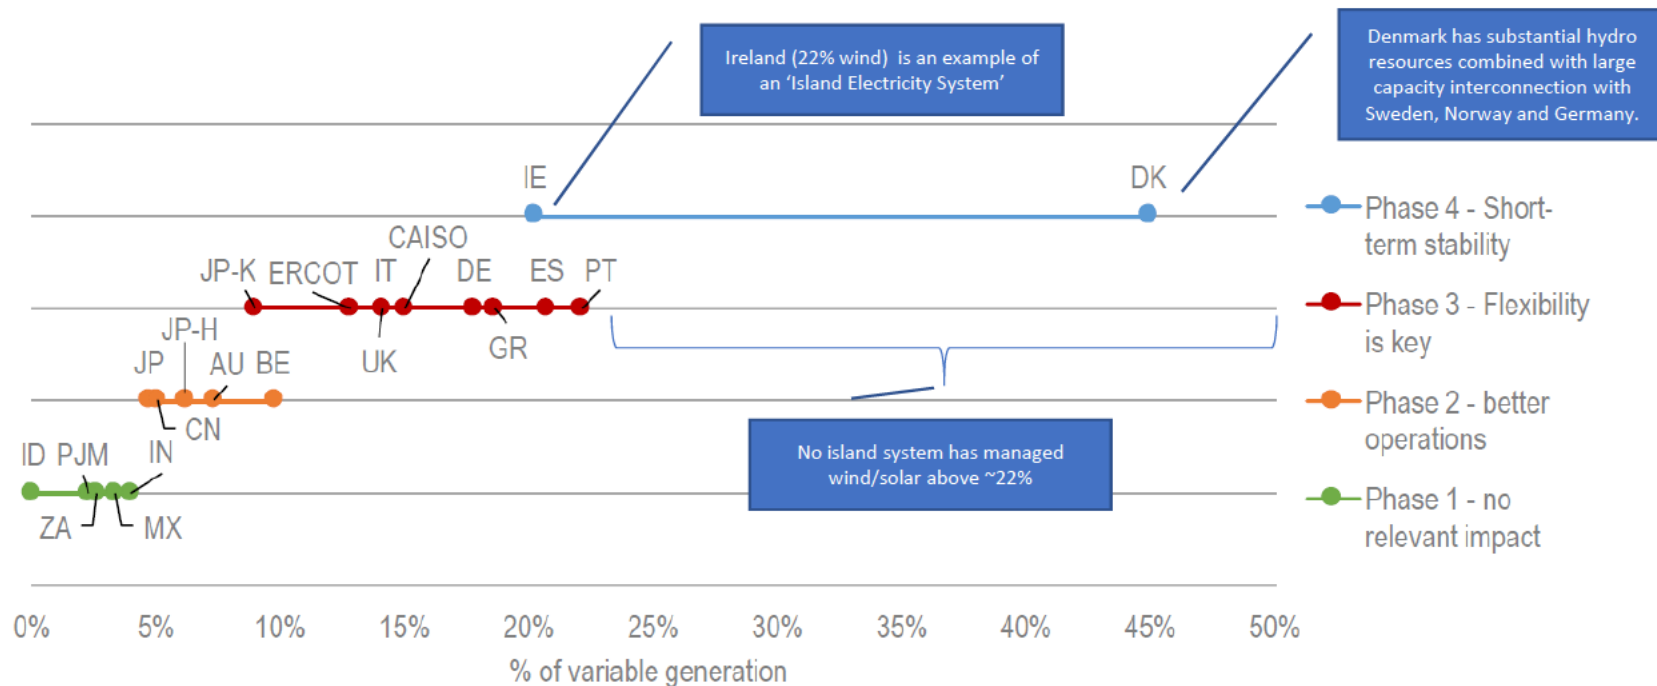 Ireland (22% wind) is an example of
an ‘Island Electricity System’
Denmark has substantial hydro
resources combined with large
capacity interconnection with
Sweden, Norway and Germany.
IE
DK
CAISO
JP-K
ERCOT
IT
DE
ES
PT
JP-H
UK
GR
JP
AU
BE
CN
ID
PJM
IN
ZA
MX
No island system has managed
wind/solar above ~22%
Phase 4 - Short-
term stability
Phase 3 - Flexibility
is key
Phase 2 - better
operations
Phase 1 - no
relevant impact
0%
5%
10%
15%
20%
25%
30%
35%
40%
45%
50%
% of variable generation